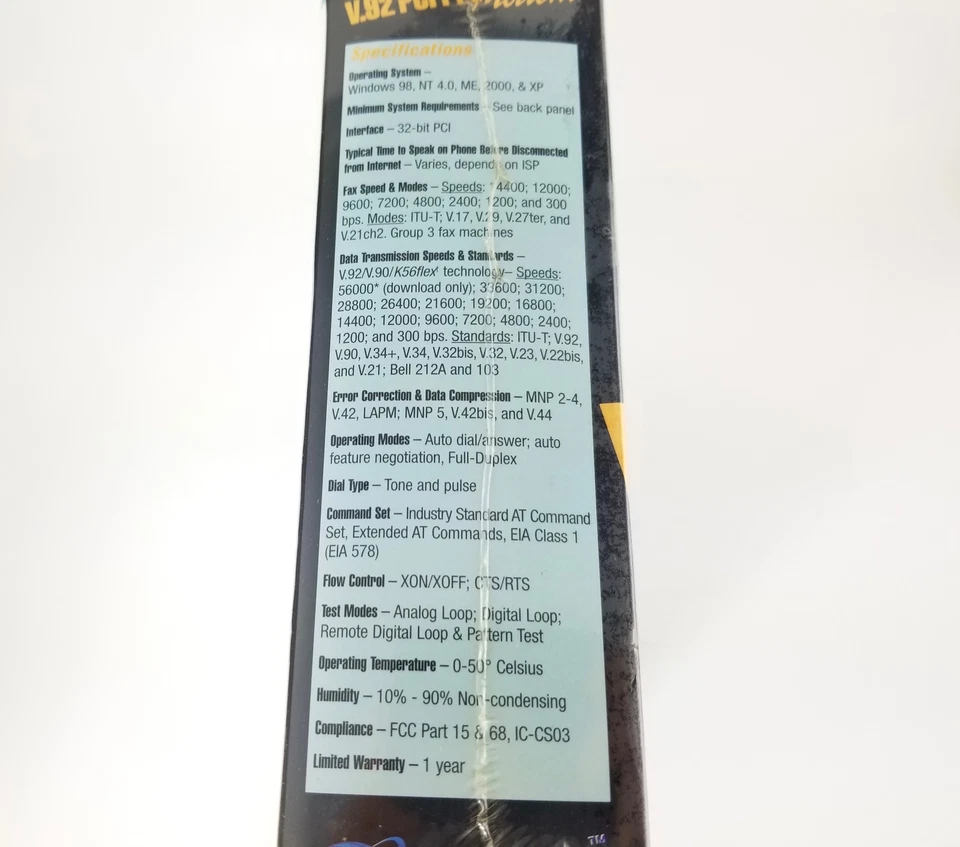 V.92 PCI
Specifications
Operating System –
Windows 98, NT 4.0, ME, 2000, & XP
Minimum System Requirements – See back panel
Interface – 32-bit PCI
Typical Time to Speak on Phone Before Disconnected
from Internet – Varies, depends on ISP
Fax Speed & Modes – Speeds: 14400; 12000;
9600; 7200; 4800; 2400; 1200; and 300
bps. Modes: ITU-T; V.17, V.29, V.27ter, and
V.21ch2. Group 3 fax machines
Data Transmission Speeds & Standards –
V.92/V.90/K56flex technology– Speeds:
56000* (download only); 33600; 31200;
28800; 26400; 21600; 19200; 16800;
14400; 12000; 9600; 7200; 4800; 2400;
1200; and 300 bps. Standards: ITU-T; V.92,
V.90, V.34+, V.34, V.32bis, V.32, V.23, V.22bis,
and V.21; Bell 212A and 103
Error Correction & Data Compression – MNP 2-4,
V.42, LAPM; MNP 5, V.42bis, and V.44
Operating Modes – Auto dial/answer; auto
feature negotiation, Full-Duplex
Dial Type – Tone and pulse
Command Set – Industry Standard AT Command
Set, Extended AT Commands, EIA Class 1
(EIA 578)
Flow Control – XON/XOFF; CTS/RTS
Test Modes – Analog Loop; Digital Loop;
Remote Digital Loop & Pattern Test
Operating Temperature – 0-50° Celsius
Humidity – 10% - 90% Non-condensing
Compliance – FCC Part 15 & 68, IC-CS03
Limited Warranty – 1 year
TM